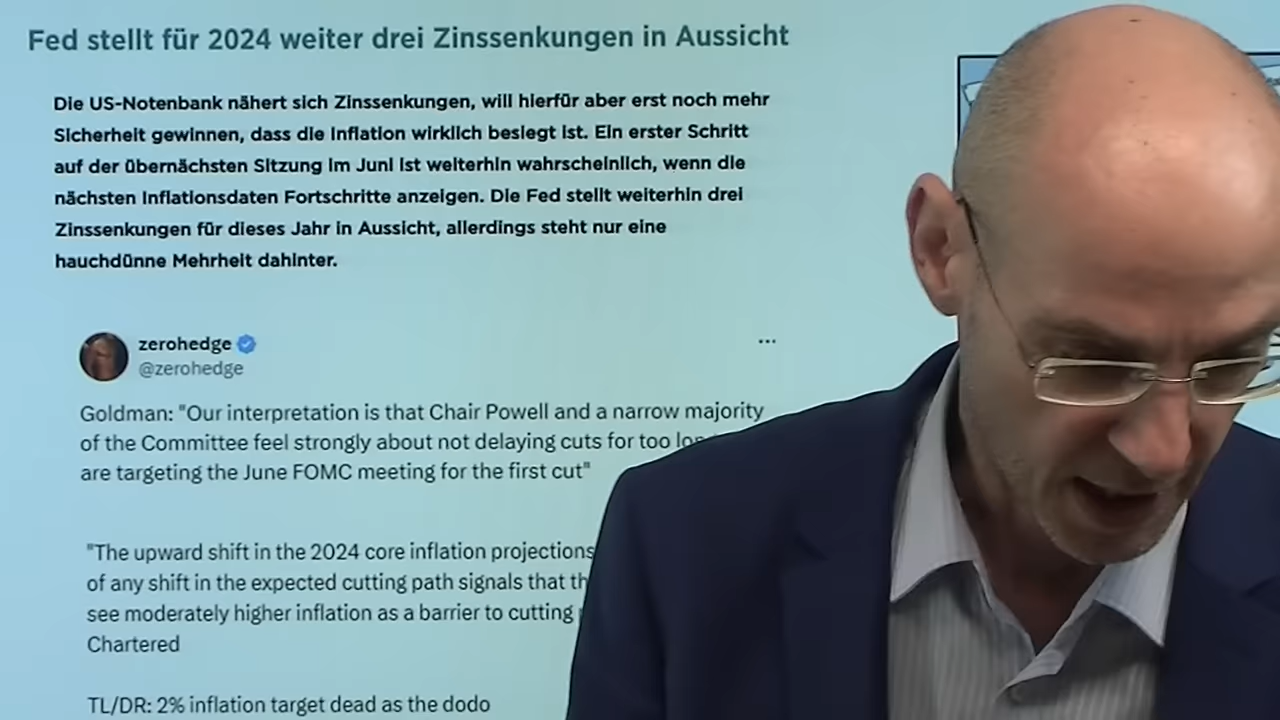 Fed stellt für 2024 weiter drei Zinssenkungen in Aussicht
Die US-Notenbank nähert sich Zinssenkungen, will hierfür aber erst noch mehr
Sicherheit gewinnen, dass die Inflation wirklich besiegt ist. Ein erster Schritt
auf der übernächsten Sitzung im Juni ist weiterhin wahrscheinlich, wenn die
nächsten Inflationsdaten Fortschritte anzeigen. Die Fed stellt weiterhin drei
Zinssenkungen für dieses Jahr in Aussicht, allerdings steht nur eine
hauchdünne Mehrheit dahinter.
zerohedge
@zerohedge
Goldman: "Our interpretation is that Chair Powell and a narrow majority
of the Committee feel strongly about not delaying cuts for too
are targeting the June FOMC meeting for the first cut"
"The upward shift in the 2024 core inflation projections
of any shift in the expected cutting path signals that
see moderately higher inflation as a barrier to cutting
Chartered
TL/DR: 2% inflation target dead as the dodo